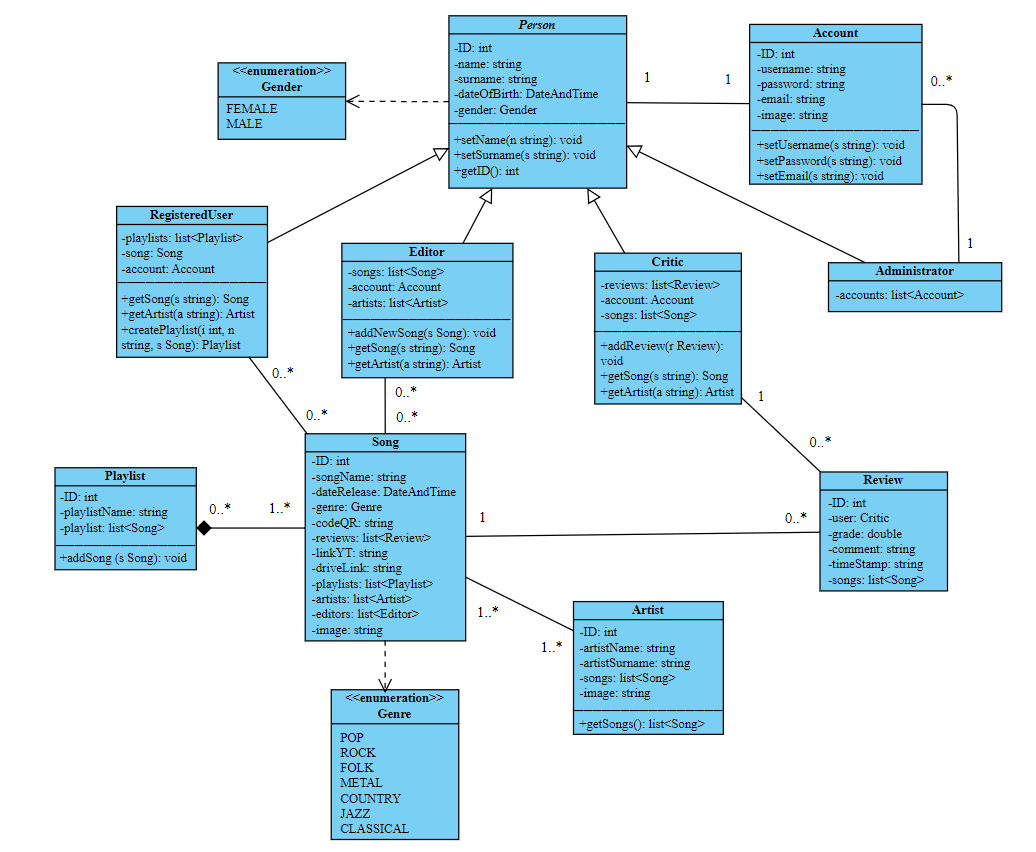 Person
-ID: int
-name: string
-surname: string
-dateOfBirth: DateAndTime
-gender: Gender
+setName(n string): void
+setSurname(s string): void
+getID(): int
Account
-ID: int
-username: string
-password: string
-email: string
-image: string
+setUsername(s string): void
+setPassword(s string): void
+setEmail(s string): void
<<enumeration>>
Gender
FEMALE
MALE
1
1
0..*
1
RegisteredUser
-playlists: list<Playlist>
-song: Song
-account: Account
+getSong(s string): Song
+getArtist(a string): Artist
+createPlaylist(i int, n
string, s Song): Playlist
Editor
-songs: list<Song>
-account: Account
-artists: list<Artist>
+addNewSong(s Song): void
+getSong(s string): Song
+getArtist(a string): Artist
Critic
-reviews: list<Review>
-account: Account
-songs: list<Song>
+addReview(r Review):
void
+getSong(s string): Song
+getArtist(a string): Artist
Administrator
-accounts: list<Account>
0..*
0..*
0..*
0..*
1
0..*
Playlist
-ID: int
-playlistName: string
-playlist: list<Song>
+addSong (s Song): void
0..*
1..*
Song
-ID: int
-songName: string
-dateRelease: DateAndTime
-genre: Genre
-codeQR: string
-reviews: list<Review>
-linkYT: string
-driveLink: string
-playlists: list<Playlist>
-artists: list<Artist>
-editors: list<Editor>
-image: string
1
0..*
Review
-ID: int
-user: Critic
-grade: double
-comment: string
-timeStamp: string
-songs: list<Song>
1..*
1..*
Artist
-ID: int
-artistName: string
-artistSurname: string
-songs: list<Song>
-image: string
+getSongs(): list<Song>
<<enumeration>>
Genre
POP
ROCK
FOLK
METAL
COUNTRY
JAZZ
CLASSICAL